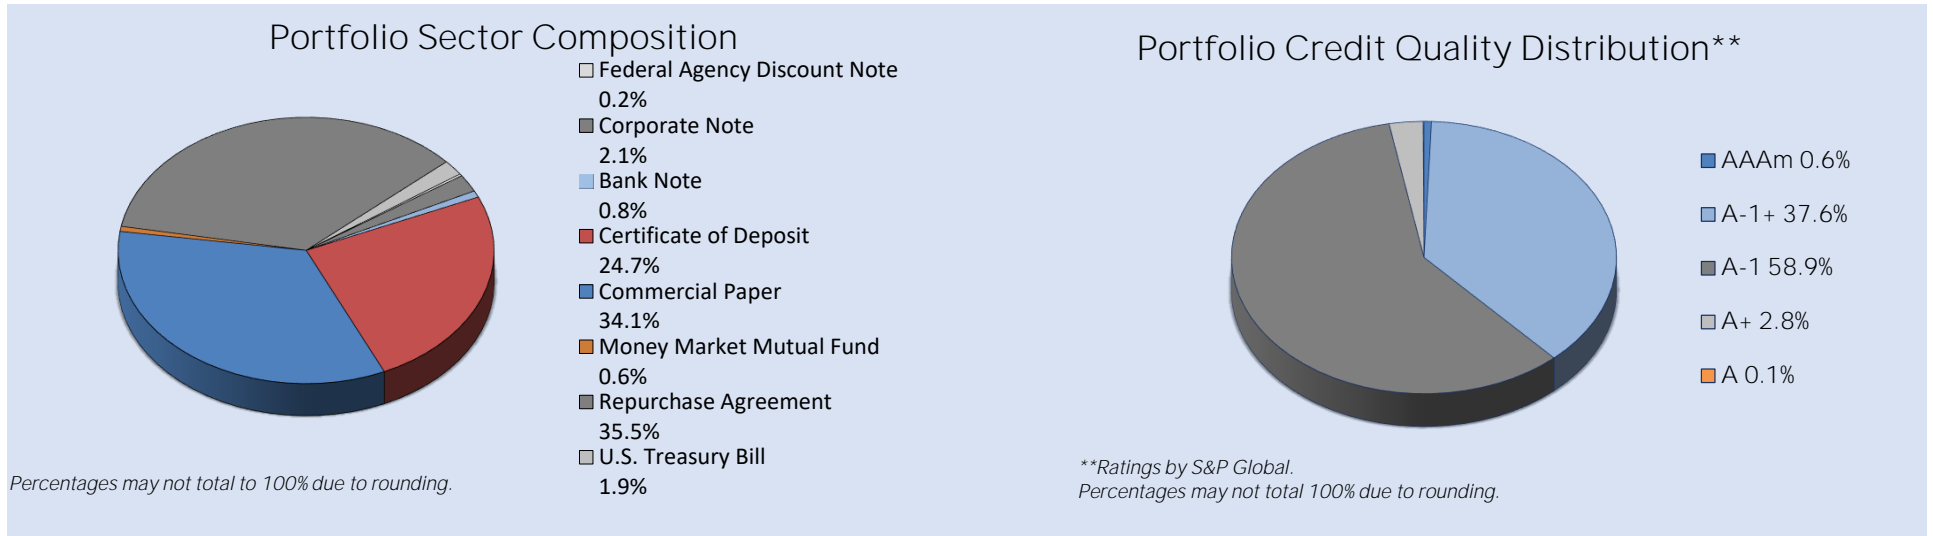 Portfolio Sector Composition
Federal Agency Discount Note
0.2%
Corporate Note
2.1%
Bank Note
0.8%
Certificate of Deposit
24.7%
Commercial Paper
34.1%
Money Market Mutual Fund
0.6%
Repurchase Agreement
35.5%
U.S. Treasury Bill
1.9%
Percentages may not total to 100% due to rounding.
Portfolio Credit Quality Distribution**
AAAm 0.6%
A-1+ 37.6%
A-1 58.9%
A+ 2.8%
A 0.1%
**Ratings by S&P Global.
Percentages may not total 100% due to rounding.